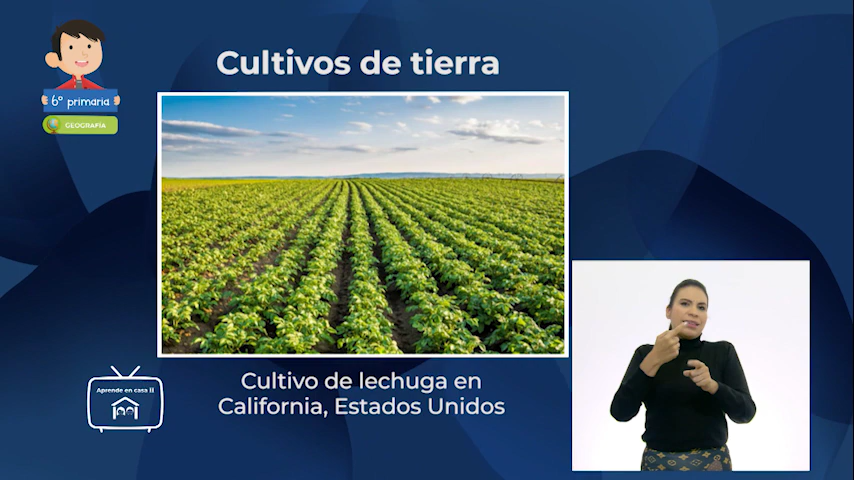 Cultivos de tierra
6° primaria
GEOGRAFÍA
Cultivo de lechuga en
California, Estados Unidos
Aprende en casa II